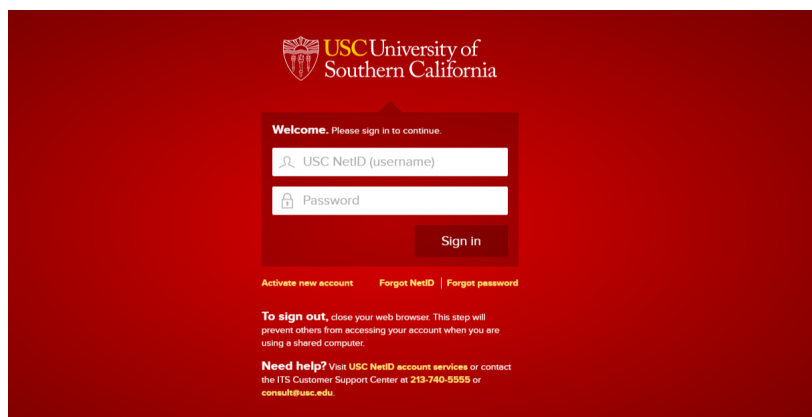 USC University of
Southern California
Welcome. Please sign in to continue.
USC NetID (username)
Password
Sign in
Activate new account Forgot NetID | Forgot password
To sign out, close your web browser. This step will
prevent others from accessing your account when you are
using a shared computer.
Need help? Visit USC NetID account services or contact
the ITS Customer Support Center at 213-740-5555 or
consult@usc.edu.